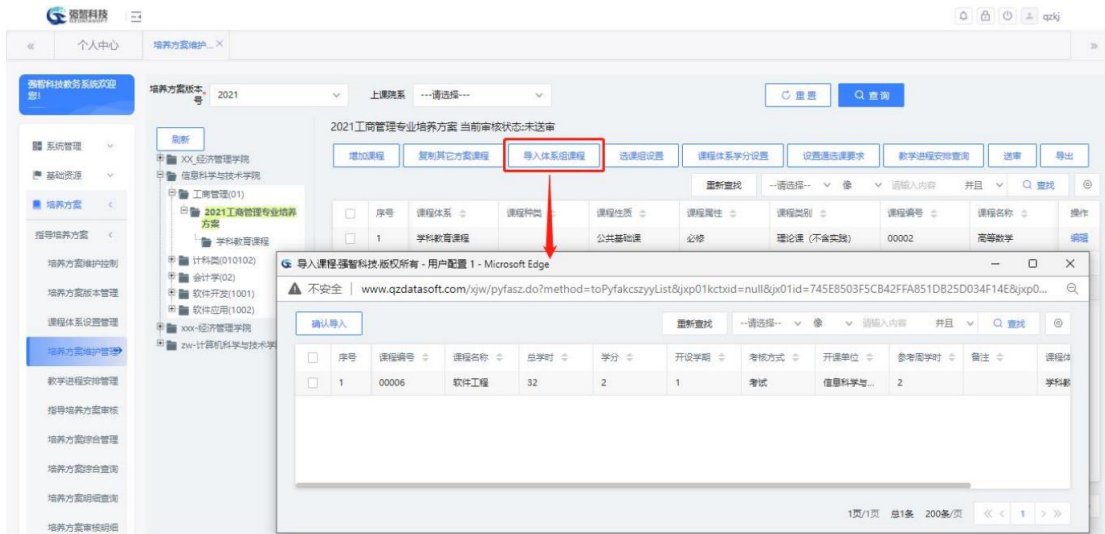 强智科技
qzkj
个人中心
培养方案维护...
强智科技教务系统欢迎您!
培养方案版本号
2021
上课院系
---请选择---
重置
查询
刷新
2021工商管理专业培养方案 当前审核状态:未送审
增加课程
复制其它方案课程
导入体系组课程
选课组设置
课程体系学分设置
设置通选课要求
教学进程安排查询
送审
导出
系统管理
基础资源
培养方案
指导培养方案
培养方案维护控制
培养方案版本管理
课程体系设置管理
培养方案维护管理
教学进程安排管理
指导培养方案审核
培养方案综合管理
培养方案综合查询
培养方案明细查询
培养方案审核明细
XX_经济管理学院
信息科学与技术学院
工商管理(01)
2021工商管理专业培养方案
学科教育课程
计科类(010102)
会计学(02)
软件开发(1001)
软件应用(1002)
xxx-经济管理学院
zw-计算机科学与技术学
重新查找 --请选择-- 像 请输入内容 并且 查找
序号 课程体系 课程种类 课程性质 课程属性 课程类别 课程编号 课程名称 操作
1 学科教育课程 公共基础课 必修 理论课（不含实践） 00002 高等数学 编辑
导入课程-强智科技-版权所有 - 用户配置 1 - Microsoft Edge
不安全 | www.qzdatasoft.com/xjw/pyfasz.do?method=toPyfakcszyyList&jxp01kctxid=null&jx01id=745E8503F5CB42FFA851DB25D034F14E&jxp0...
确认导入
重新查找 --请选择-- 像 请输入内容 并且 查找
序号 课程编号 课程名称 总学时 学分 开设学期 考核方式 开课单位 参考周学时 备注 课程体
1 00006 软件工程 32 2 1 考试 信息科学与... 2 学科教
1页/1页 总1条 200条/页 1